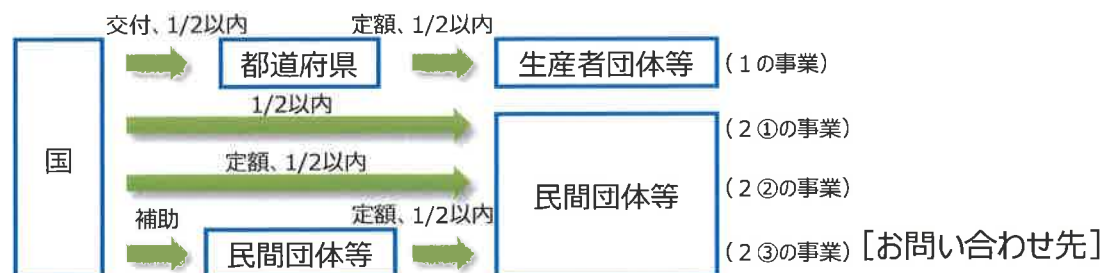 交付、1/2以内
定額、1/2以内
国
都道府県
生産者団体等
(1の事業)
1/2以内
(2①の事業)
定額、1/2以内
民間団体等
(2②の事業)
補助
定額、1/2以内
民間団体等
(2③の事業)
[お問い合わせ先]